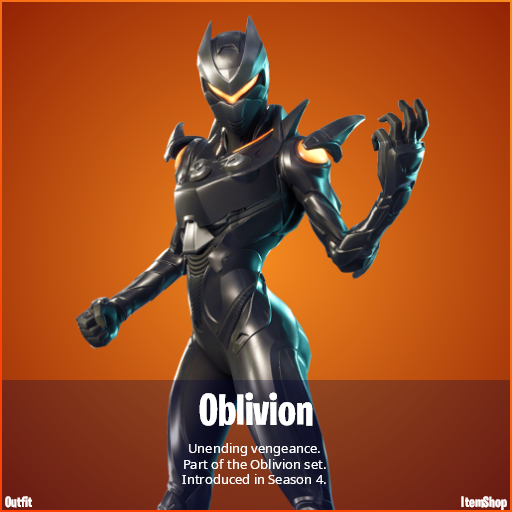 Oblivion
Unending vengeance.
Part of the Oblivion set.
Introduced in Season 4.
Outfit
ItemShop